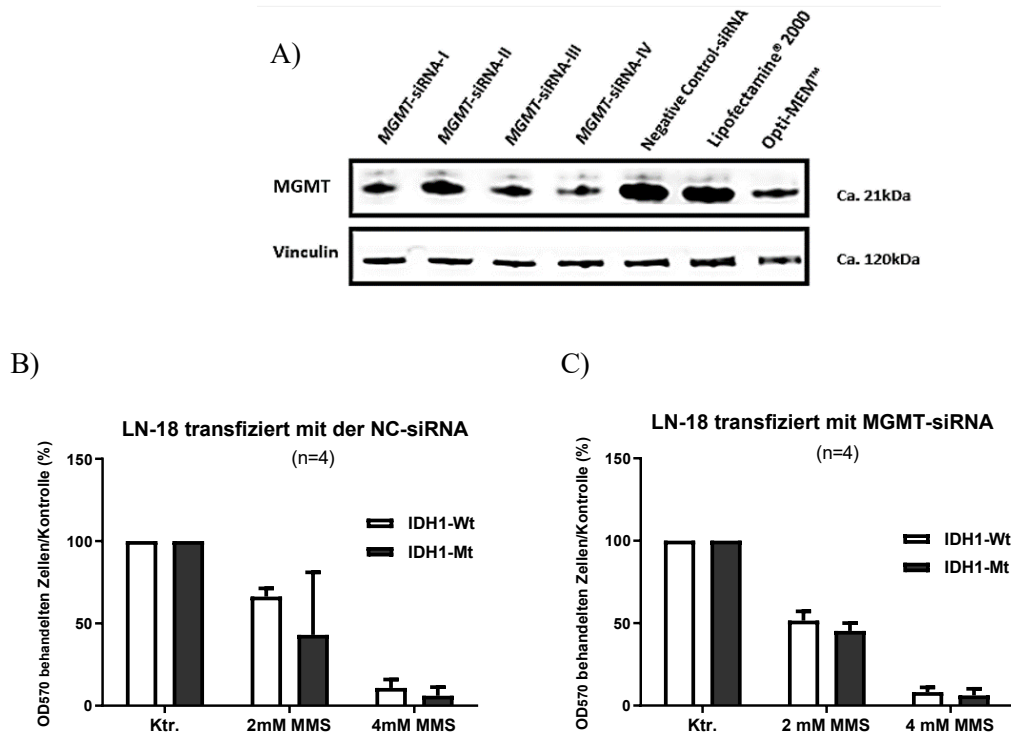 A)
MGMT-siRNA-I
MGMT-siRNA-II
MGMT-siRNA-III
MGMT-siRNA-IV
Negative Control-siRNA
Lipofectamine® 2000
Opti-MEM™
MGMT
Ca. 21kDa
Vinculin
Ca. 120kDa
B)
LN-18 transfiziert mit der NC-siRNA
(n=4)
OD570 behandelten Zellen/Kontrolle (%)
150
100
50
0
IDH1-Wt
IDH1-Mt
Ktr.
2mM MMS
4mM MMS
C)
LN-18 transfiziert mit MGMT-siRNA
(n=4)
OD570 behandelten Zellen/Kontrolle (%)
150
100
50
0
IDH1-Wt
IDH1-Mt
Ktr.
2 mM MMS
4 mM MMS